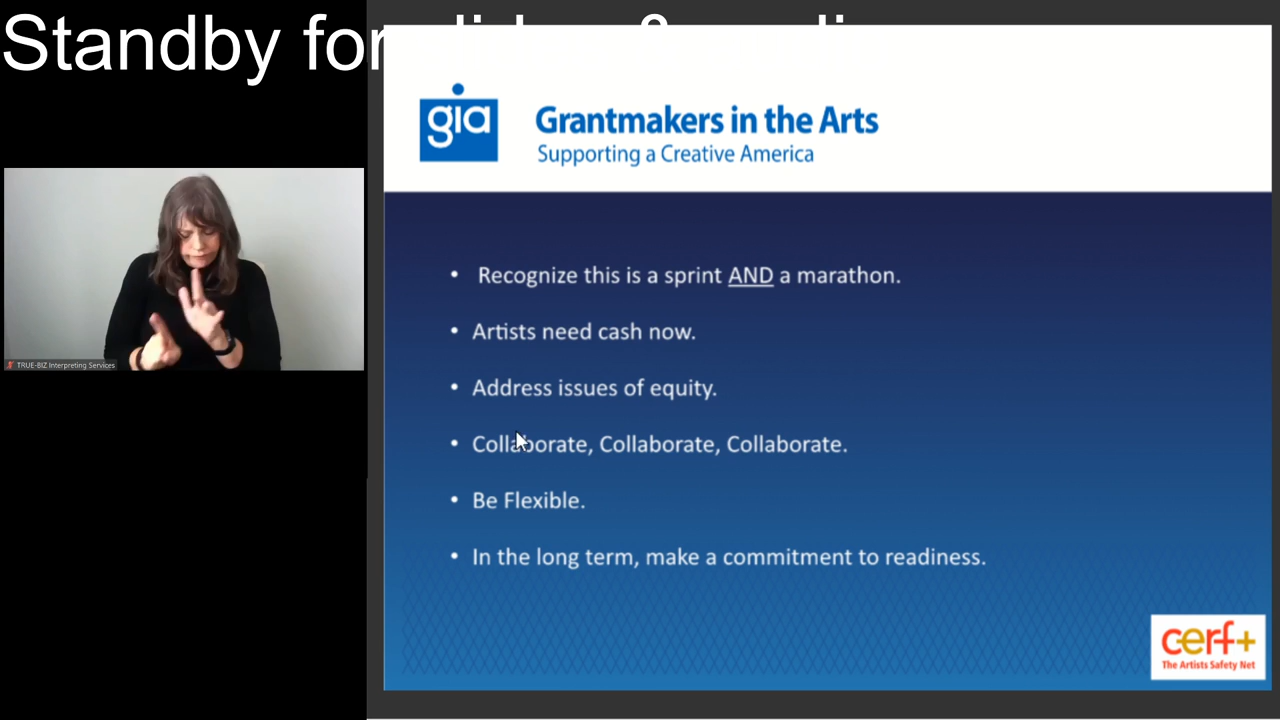 Standby for
gia
Grantmakers in the Arts
Supporting a Creative America
• Recognize this is a sprint AND a marathon.
• Artists need cash now.
• Address issues of equity.
• Collaborate, Collaborate, Collaborate.
• Be Flexible.
• In the long term, make a commitment to readiness.
TRUE-BIZ Interpreting Services
cerf+
The Artists Safety Net